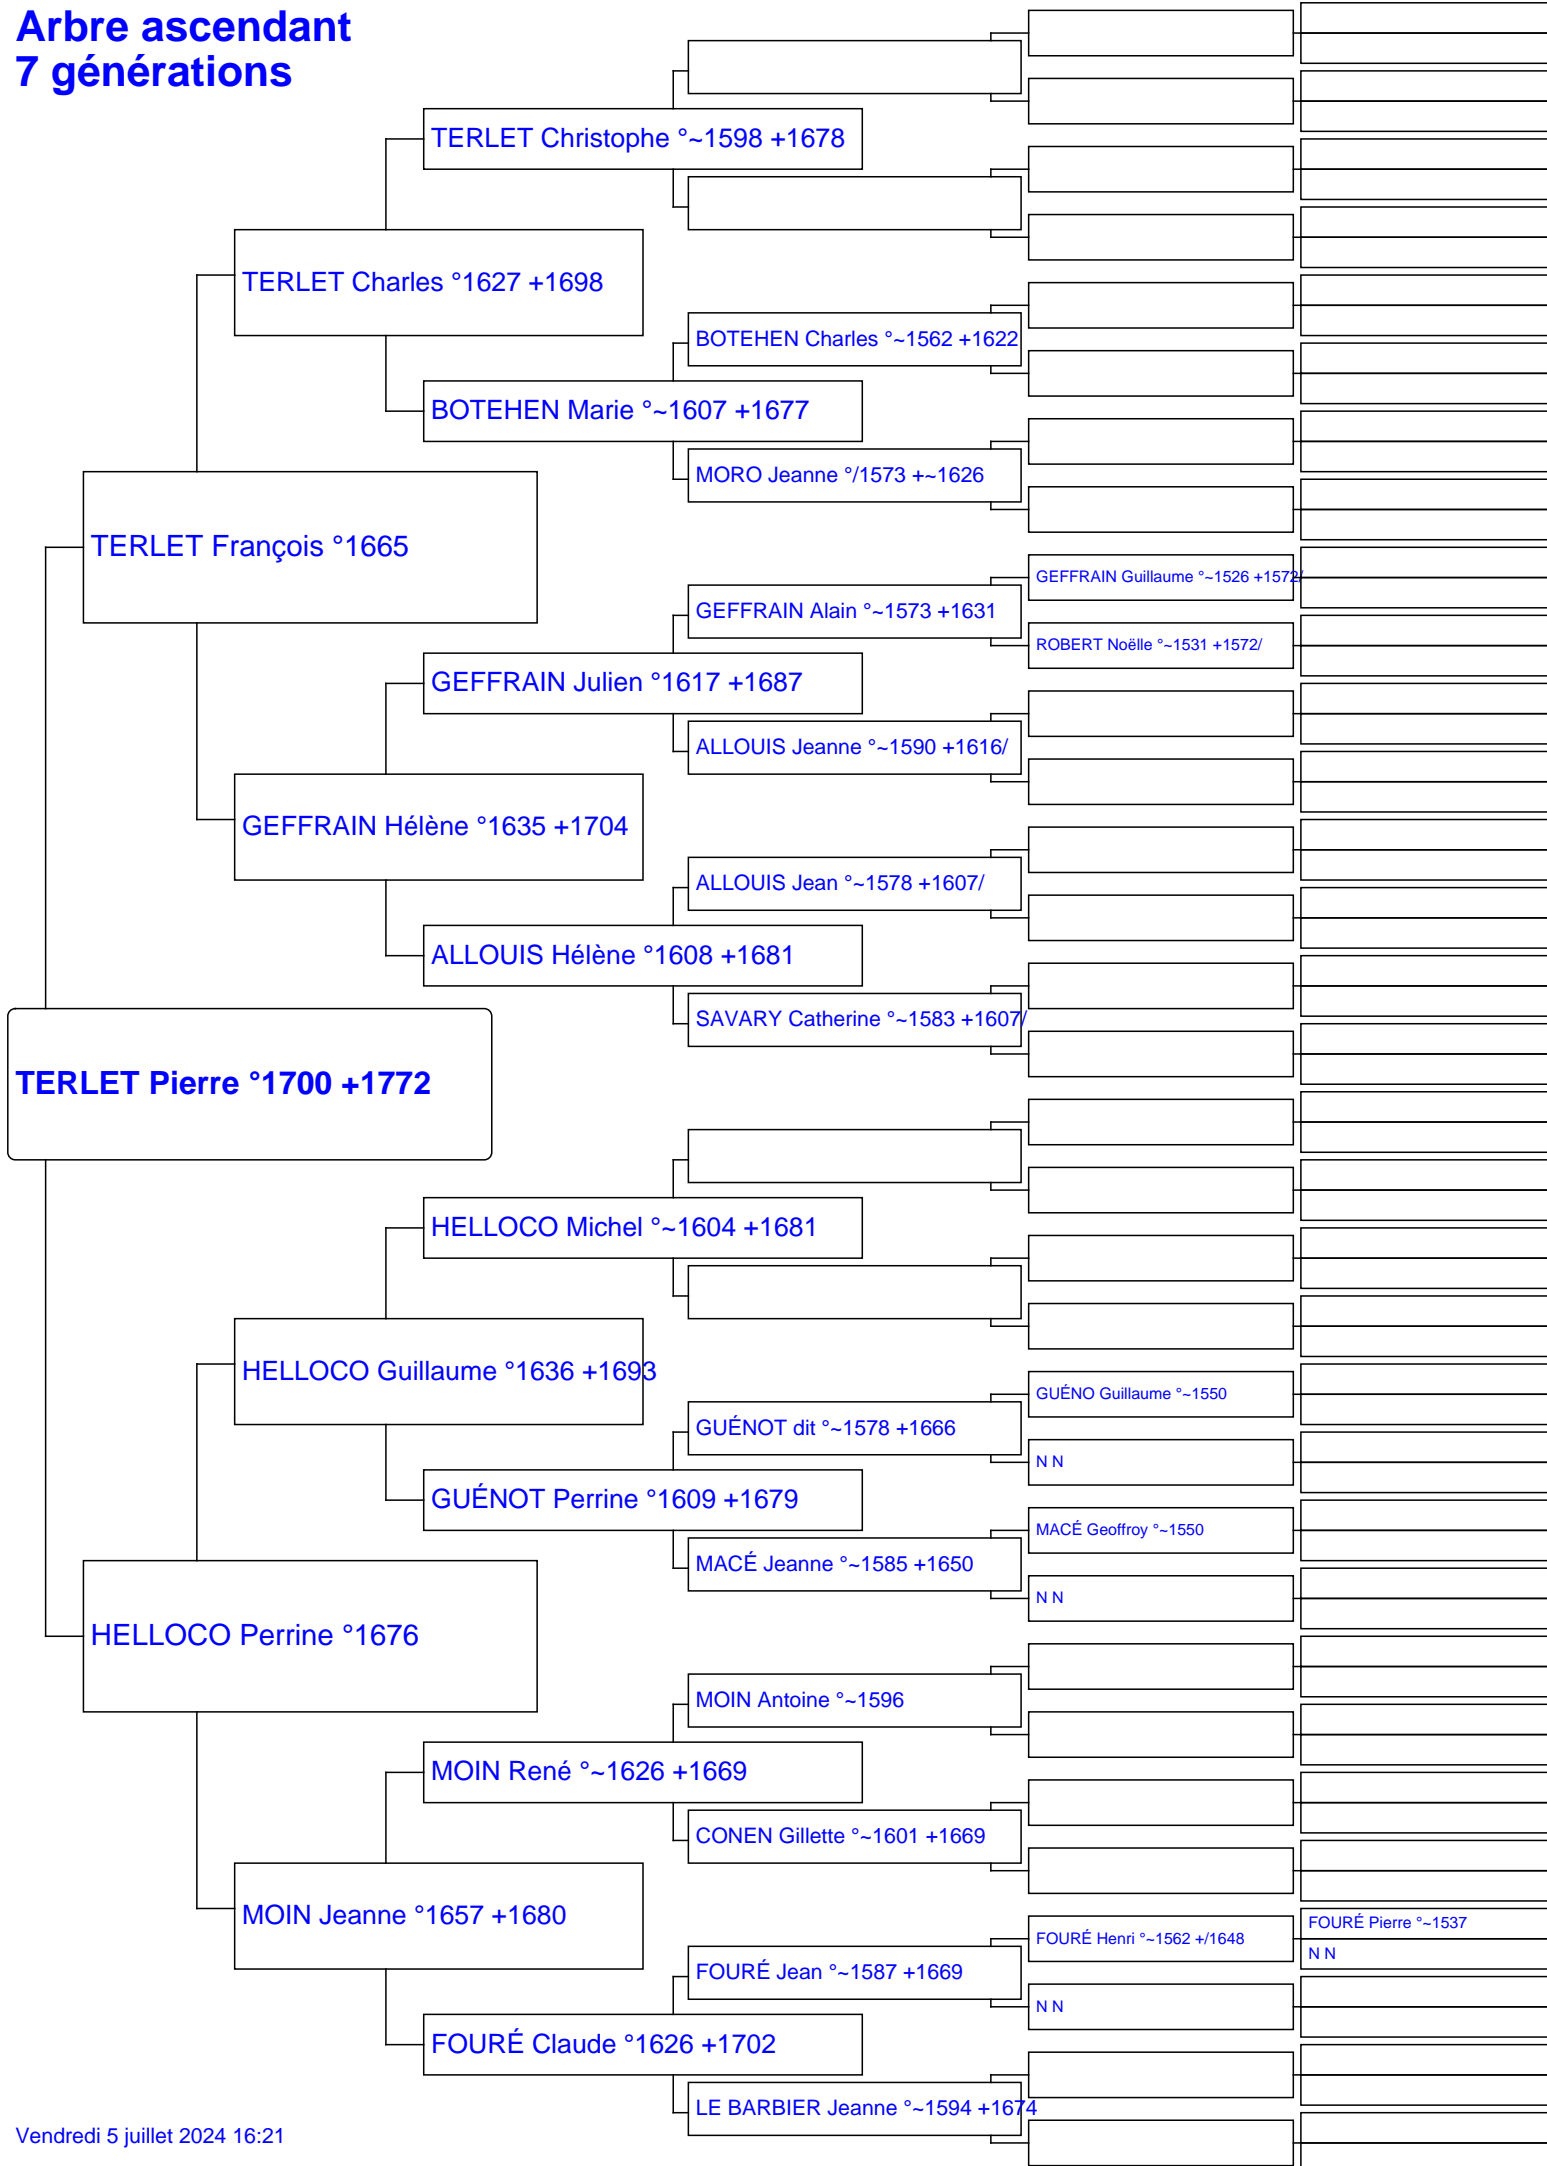 Arbre ascendant
7 générations
TERLET Christophe °~1598 +1678
TERLET Charles °1627 +1698
BOTEHEN Charles °~1562 +1622
BOTEHEN Marie °~1607 +1677
MORO Jeanne °/1573 +~1626
TERLET François °1665
GEFFRAIN Guillaume °~1526 +1572/
GEFFRAIN Alain °~1573 +1631
ROBERT Noëlle °~1531 +1572/
GEFFRAIN Julien °1617 +1687
ALLOUIS Jeanne °~1590 +1616/
GEFFRAIN Hélène °1635 +1704
ALLOUIS Jean °~1578 +1607/
ALLOUIS Hélène °1608 +1681
SAVARY Catherine °~1583 +1607/
TERLET Pierre °1700 +1772
HELLOCO Michel °~1604 +1681
HELLOCO Guillaume °1636 +1693
GUÉNO Guillaume °~1550
GUÉNOT dit °~1578 +1666
N N
GUÉNOT Perrine °1609 +1679
MACÉ Geoffroy °~1550
MACÉ Jeanne °~1585 +1650
N N
HELLOCO Perrine °1676
MOIN Antoine °~1596
MOIN René °~1626 +1669
CONEN Gillette °~1601 +1669
MOIN Jeanne °1657 +1680
FOURÉ Pierre °~1537
FOURÉ Henri °~1562 +/1648
N N
FOURÉ Jean °~1587 +1669
N N
FOURÉ Claude °1626 +1702
LE BARBIER Jeanne °~1594 +1674
Vendredi 5 juillet 2024 16:21